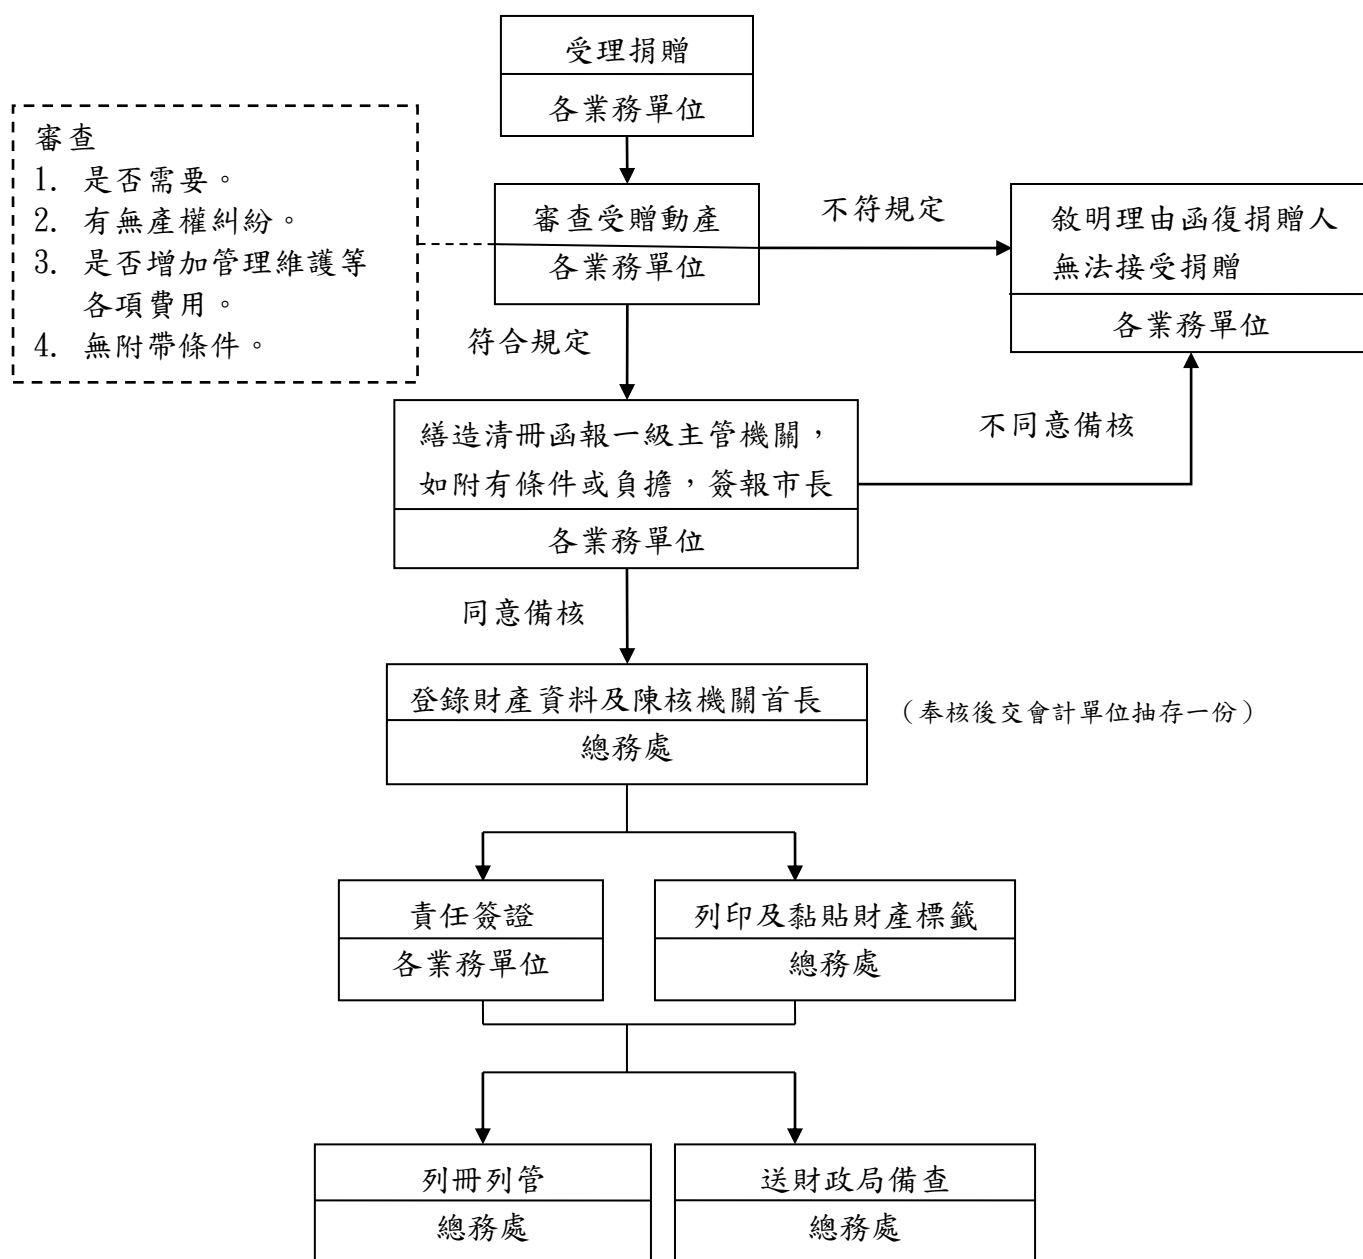 受理捐贈
各業務單位
審查
1. 是否需要。
2. 有無產權糾紛。
3. 是否增加管理維護等
各項費用。
4. 無附帶條件。
審查受贈動產
各業務單位
不符規定
敘明理由函復捐贈人
無法接受捐贈
各業務單位
符合規定
繕造清冊函報一級主管機關，
如附有條件或負擔，簽報市長
各業務單位
不同意備核
同意備核
登錄財產資料及陳核機關首長
總務處
（奉核後交會計單位抽存一份）
責任簽證
各業務單位
列印及黏貼財產標籤
總務處
列冊列管
總務處
送財政局備查
總務處